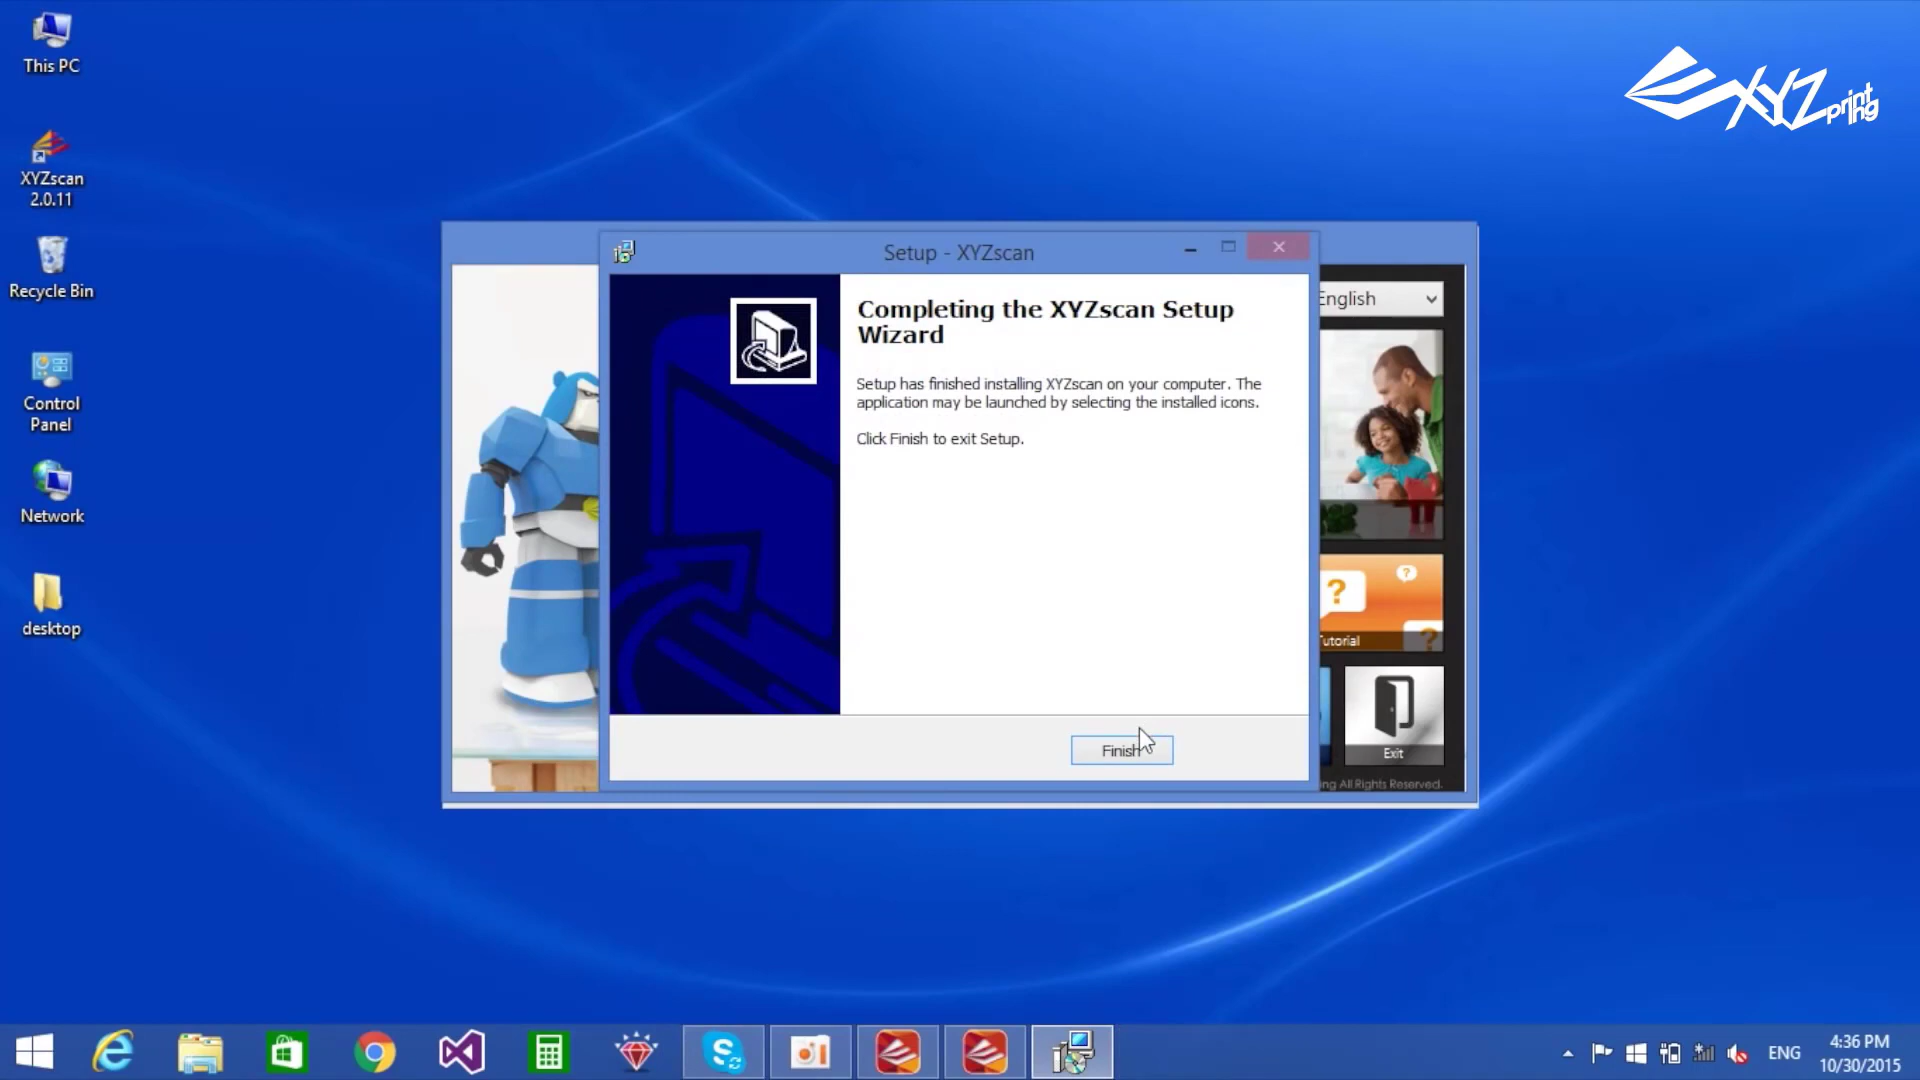 This PC
XYZscan
2.0.11
Recycle Bin
Control
Panel
Network
desktop
XYZprinting
Setup - XYZscan
Completing the XYZscan Setup
Wizard
Setup has finished installing XYZscan on your computer. The
application may be launched by selecting the installed icons.
Click Finish to exit Setup.
Finish
English
?
?
?
Tutorial
Exit
ing All Rights Reserved.
ENG
4:36 PM
10/30/2015